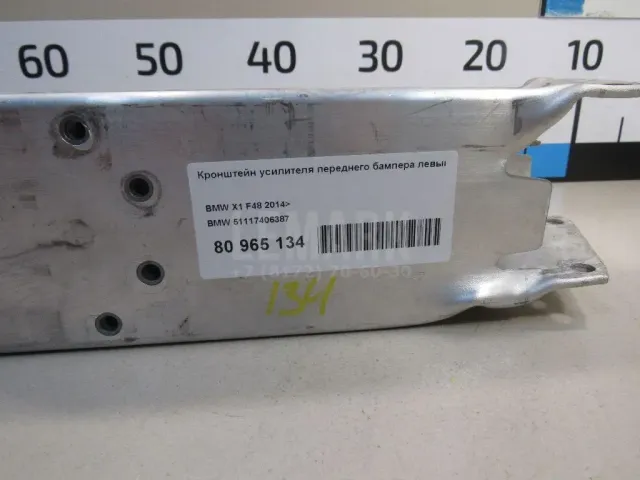 60 50 40 30 20 10
Кронштейн усилителя переднего бампера левый
BMW X1 F48 2014>
BMW 51117406387
80 965 134
LEMARK
134